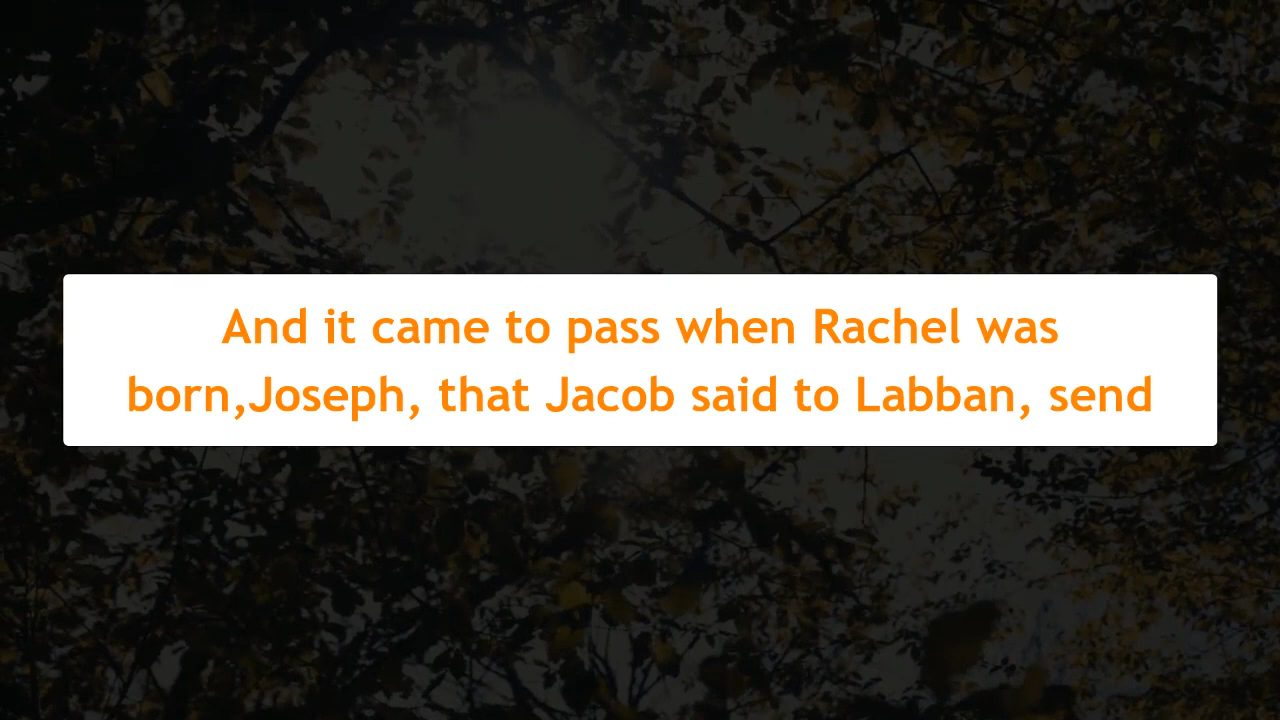 And it came to pass when Rachel was
born,Joseph, that Jacob said to Labban, send